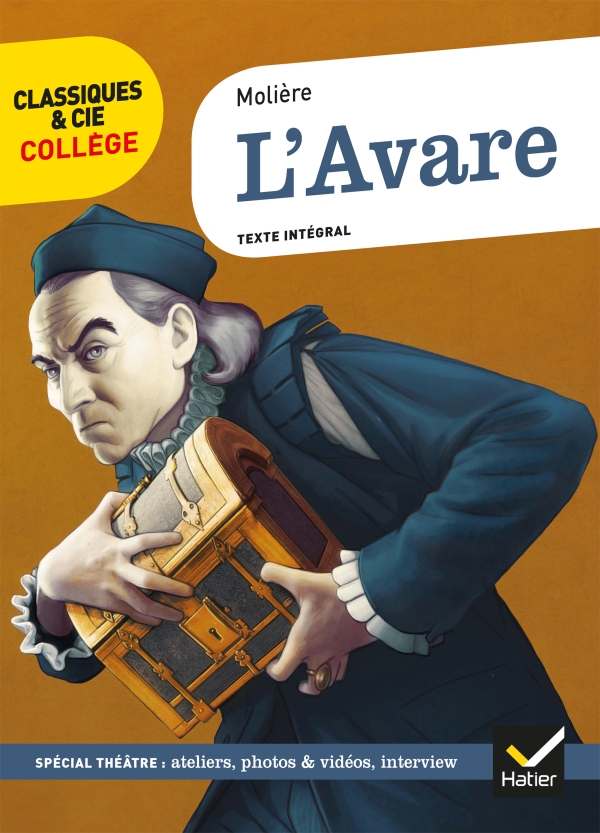 CLASSIQUES
& CIE
COLLÈGE
Molière
L'Avare
TEXTE INTÉGRAL
SPÉCIAL THÉÂTRE : ateliers, photos & vidéos, interview
Hatier